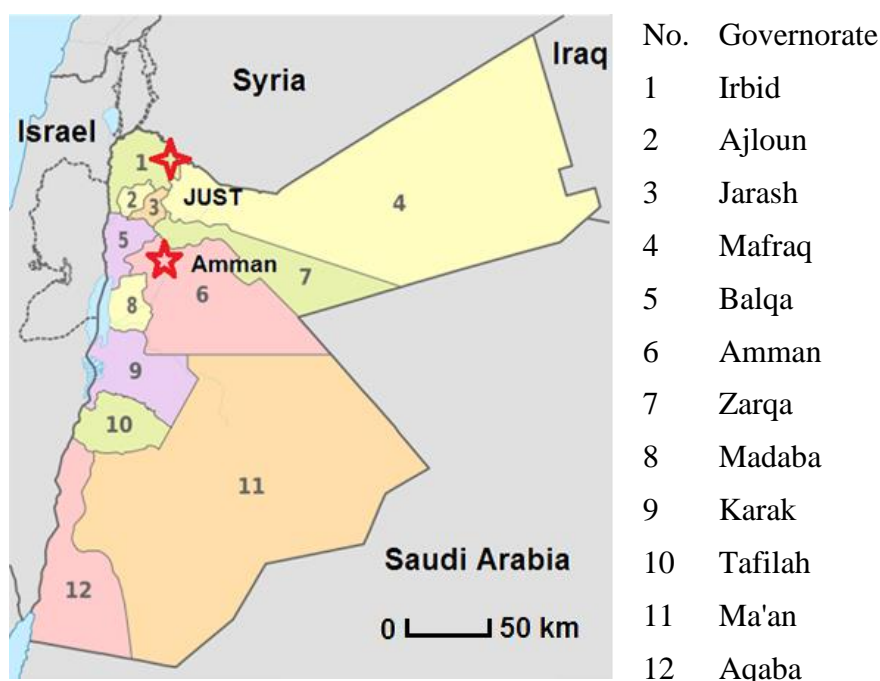 Iraq
Syria
Israel
1
JUST
2
3
4
5
Amman
7
6
8
9
10
11
Saudi Arabia
12
0 50 km
No. Governorate
1 Irbid
2 Ajloun
3 Jarash
4 Mafraq
5 Balqa
6 Amman
7 Zarqa
8 Madaba
9 Karak
10 Tafilah
11 Ma'an
12 Aqaba